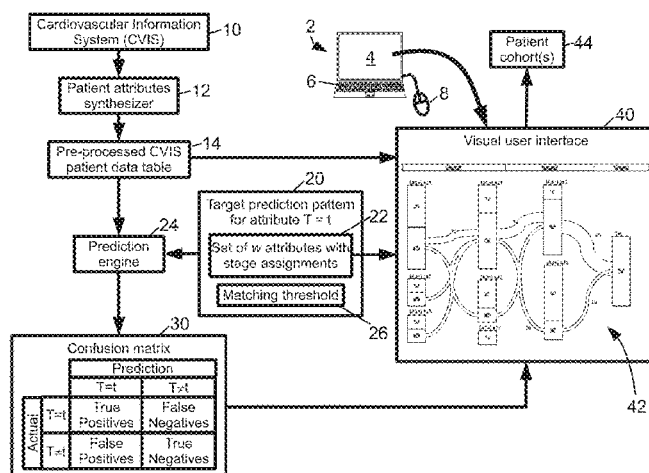 Cardiovascular Information
System (CVIS)
10
Patient attributes
synthesizer
12
Pre-processed CVIS
patient data table
14
24
Prediction
engine
20
Target prediction pattern
for attribute T = t
22
Set of w attributes with
stage assignments
Matching threshold
26
30
Confusion matrix
Prediction
T=t
T≠t
Actual
T=t
True
Positives
False
Negatives
T≠t
False
Positives
True
Negatives
2
4
6
8
Patient
cohort(s)
44
40
Visual user interface
42